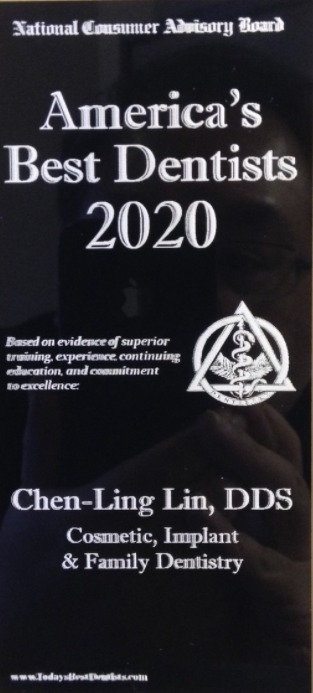 National Consumer Advisory Board
America's
Best Dentists
2020
Based on evidence of superior
training, experience, continuing
education, and commitment
to excellence:
Chen-Ling Lin, DDS
Cosmetic, Implant
& Family Dentistry
www.TodaysBestDentists.com